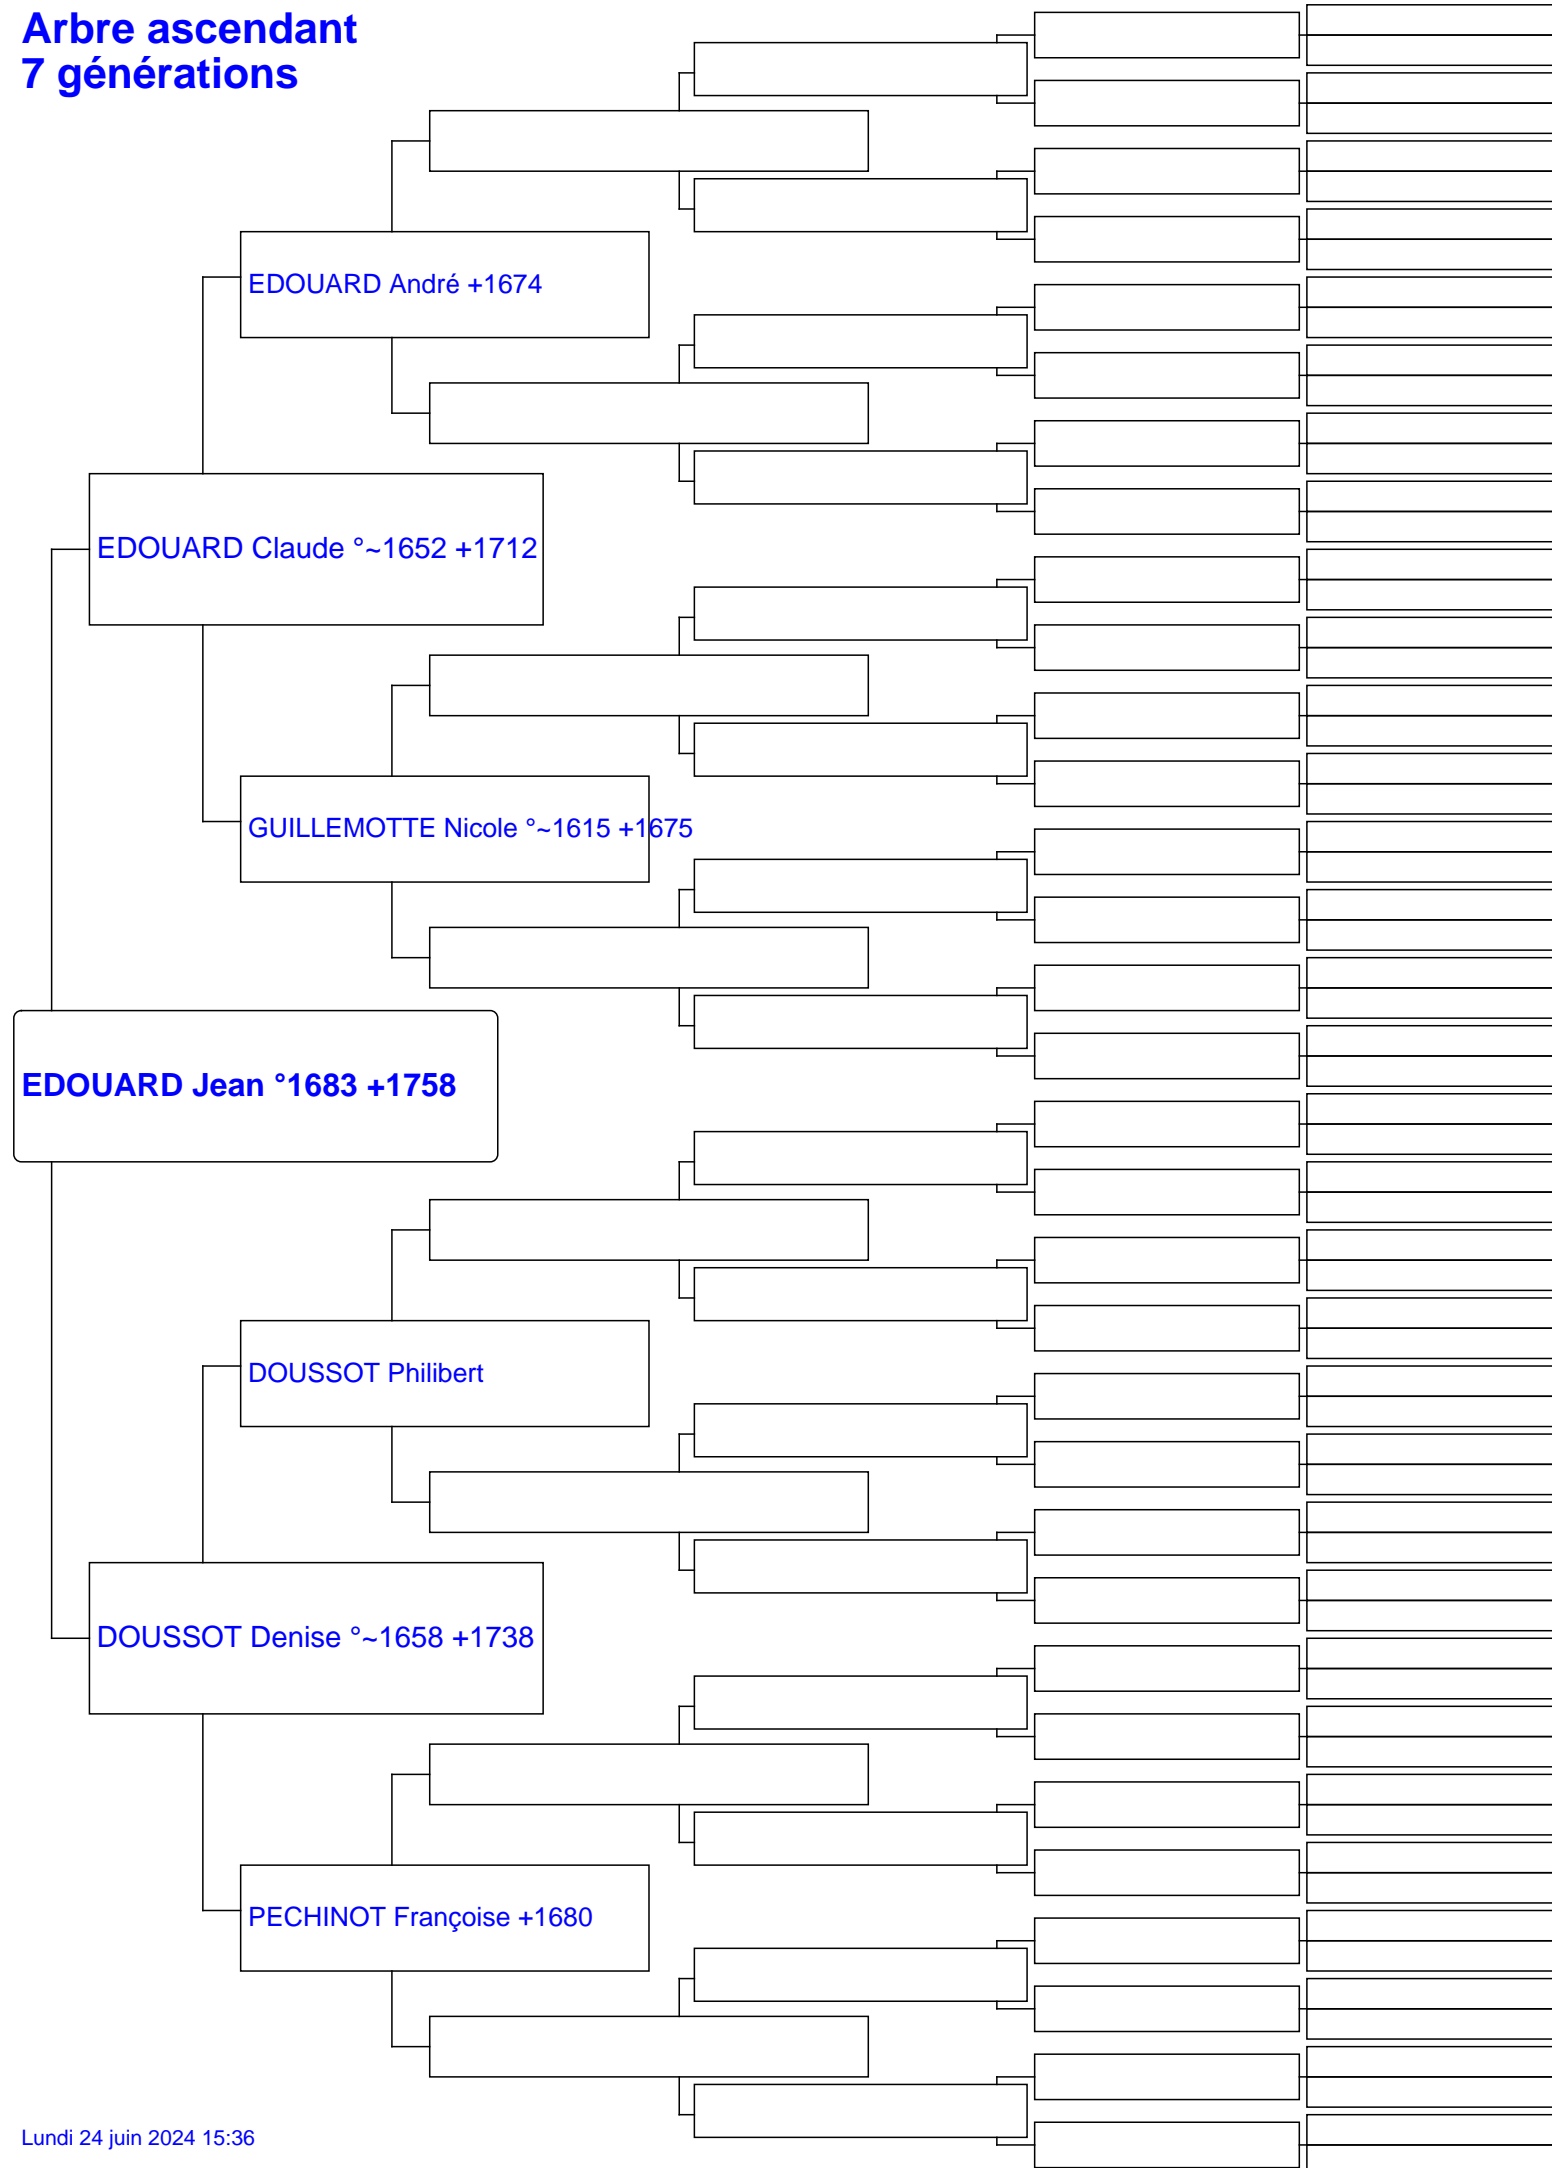 Arbre ascendant
7 générations
EDOUARD André +1674
EDOUARD Claude °~1652 +1712
GUILLEMOTTE Nicole °~1615 +1675
EDOUARD Jean °1683 +1758
DOUSSOT Philibert
DOUSSOT Denise °~1658 +1738
PECHINOT Françoise +1680
Lundi 24 juin 2024 15:36